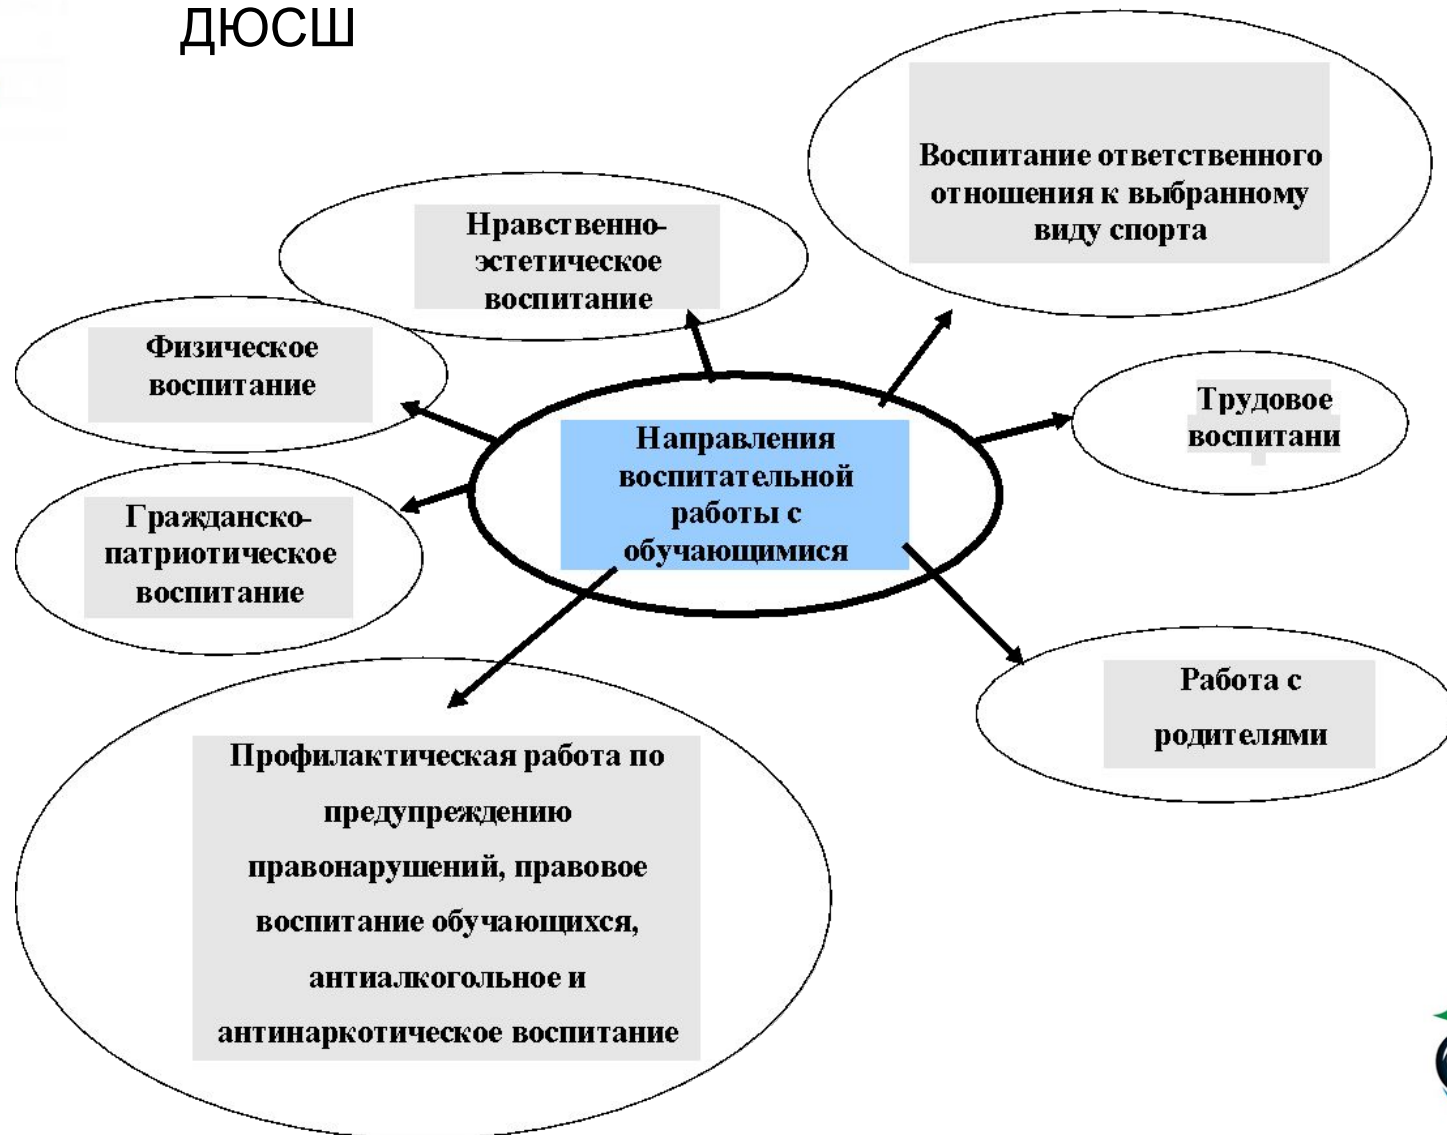 ДЮСШ
Воспитание ответственного
отношения к выбранному
виду спорта
Нравственно-
эстетическое
воспитание
Физическое
воспитание
Трудовое
воспитани
Направления
воспитательной
работы с
обучающимися
Гражданско-
патриотическое
воспитание
Работа с
родителями
Профилактическая работа по
предупреждению
правонарушений, правовое
воспитание обучающихся,
антиалкогольное и
антинаркотическое воспитание